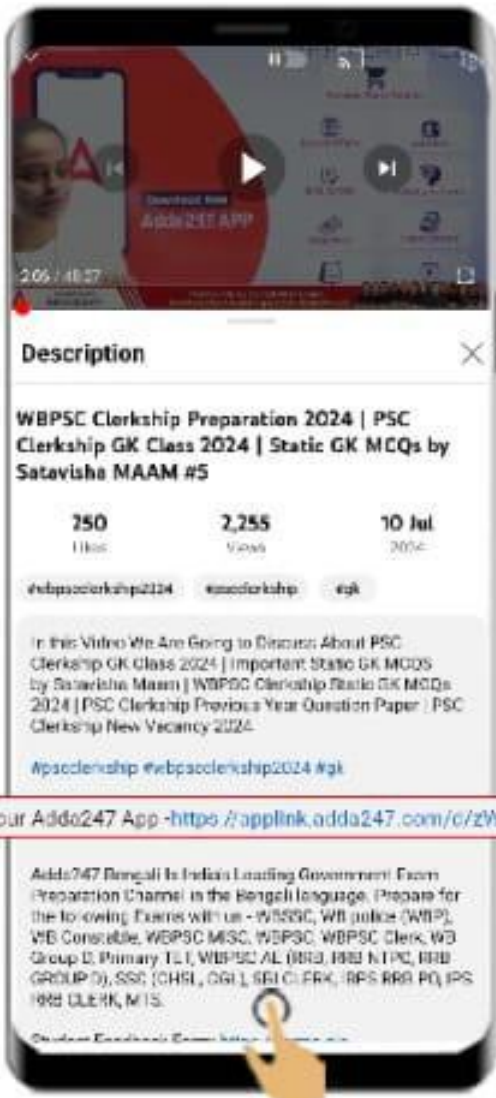 2:06 / 48:27
Download Now
Adda247 APP
Description
WBPSC Clerkship Preparation 2024 | PSC
Clerkship GK Class 2024 | Static GK MCQs by
Satavisha MAAM #5
250 2,255 10 Jul
Likes Views 2024
#wbpscclerkship2024 #pscclerkship #gk
In this Video We Are Going to Discuss About PSC
Clerkship GK Class 2024 | Important Static GK MCQS
by Satavisha Maam | WBPSC Clerkship Static GK MCQs
2024 | PSC Clerkship Previous Year Question Paper | PSC
Clerkship New Vacancy 2024
#pscclerkship #wbpscclerkship2024 #gk
our Adda247 App -https://applink.adda247.com/d/zW
Adda247 Bengali Is India's Leading Government Exam
Preparation Channel in the Bengali language. Prepare for
the following Exams with us - WBSSC, WB police (WBP),
WB Constable, WBPSC MISC, WBPSC, WBPSC Clerk, WB
Group D, Primary TET, WBPSC AE (RRB, RRB NTPC, RRB
GROUP D), SSC (CHSL, CGL), SBI CLERK, IBPS RRB PO, IPS
RRB CLERK, MTS.
Student Feedback Form: